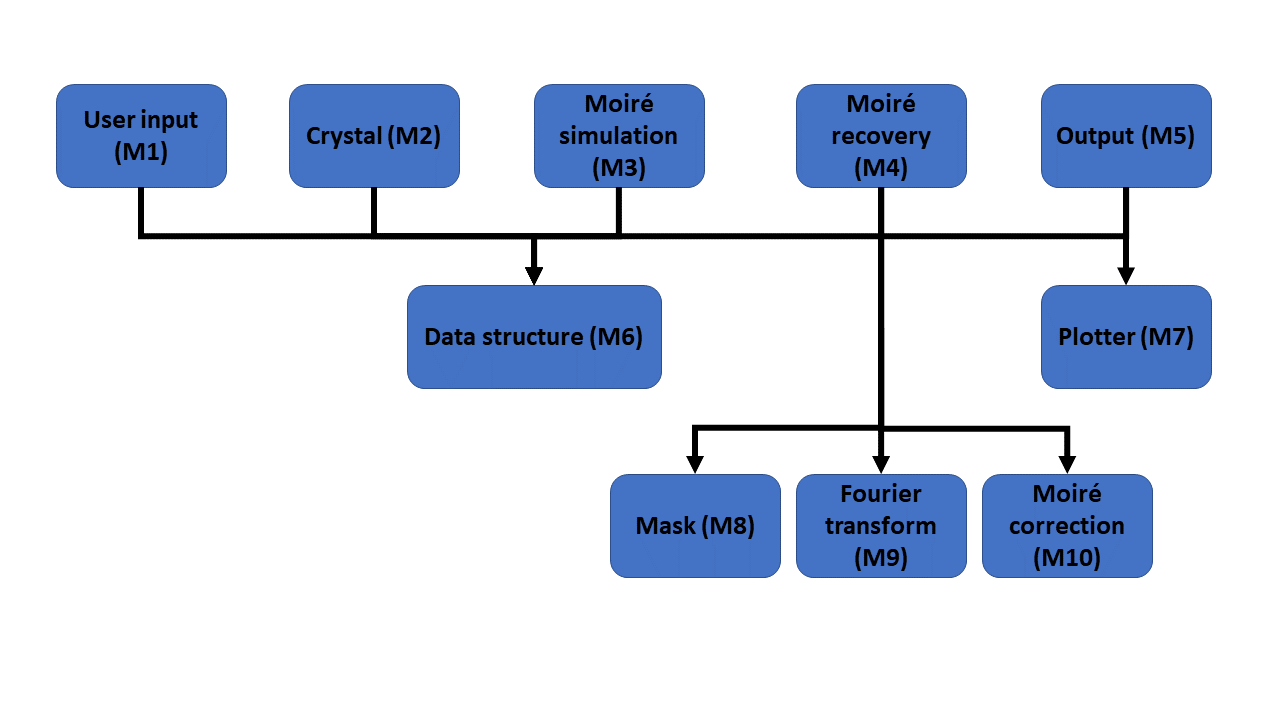 User input
(M1)
Crystal (M2)
Moiré
simulation
(M3)
Moiré
recovery
(M4)
Output (M5)
Data structure (M6)
Plotter (M7)
Mask (M8)
Fourier
transform
(M9)
Moiré
correction
(M10)